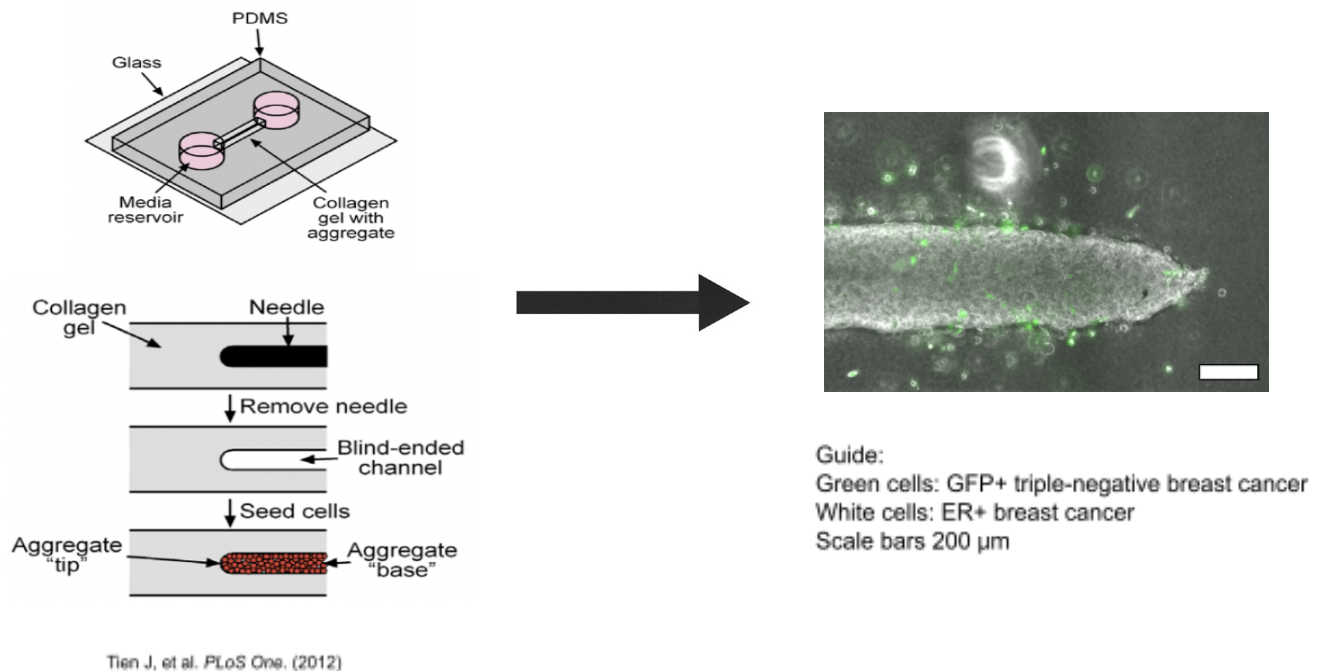 PDMS
Glass
Media
reservoir
Collagen
gel with
aggregate
Collagen
gel
Needle
Remove needle
Blind-ended
channel
Seed cells
Aggregate
"tip"
Aggregate
"base"
Tien J, et al. PLoS One. (2012)
Guide:
Green cells: GFP+ triple-negative breast cancer
White cells: ER+ breast cancer
Scale bars 200 μm